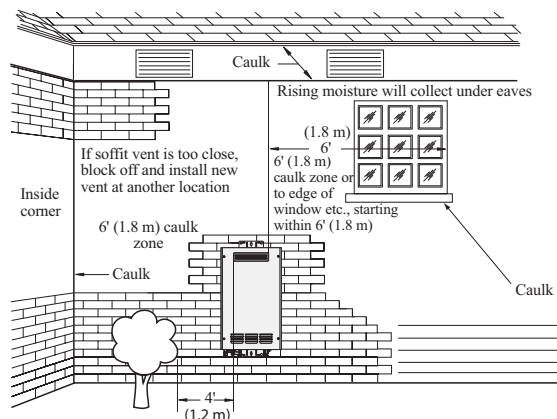 Caulk
Rising moisture will collect under eaves
If soffit vent is too close,
block off and install new
vent at another location
(1.8 m)
6'
6' (1.8 m)
caulk zone or
to edge of
window etc., starting
within 6' (1.8 m)
Inside
corner
6' (1.8 m) caulk
zone
Caulk
Caulk
4'
(1.2 m)